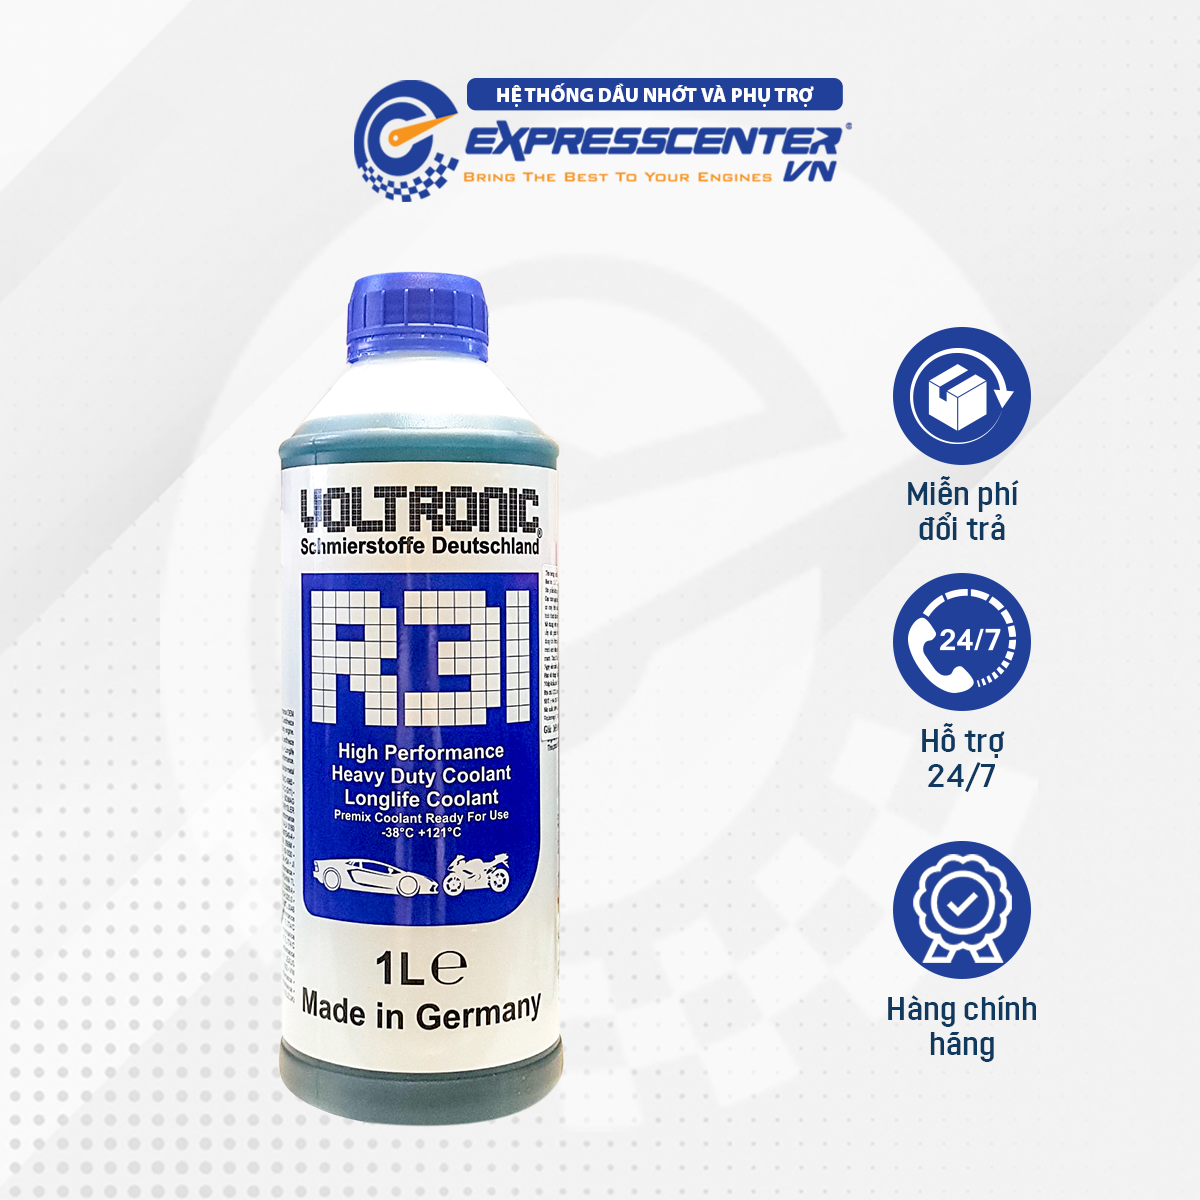 HỆ THỐNG DẦU NHỚT VÀ PHỤ TRỢ
EXPRESSCENTER®
VN
BRING THE BEST TO YOUR ENGINES
VOLTRONIC®
Schmierstoffe Deutschland
R31
High Performance
Heavy Duty Coolant
Longlife Coolant
Premix Coolant Ready For Use
-38°C +121°C
1L℮
Made in Germany
Miễn phí
đổi trả
24/7
Hỗ trợ
24/7
Hàng chính
hãng